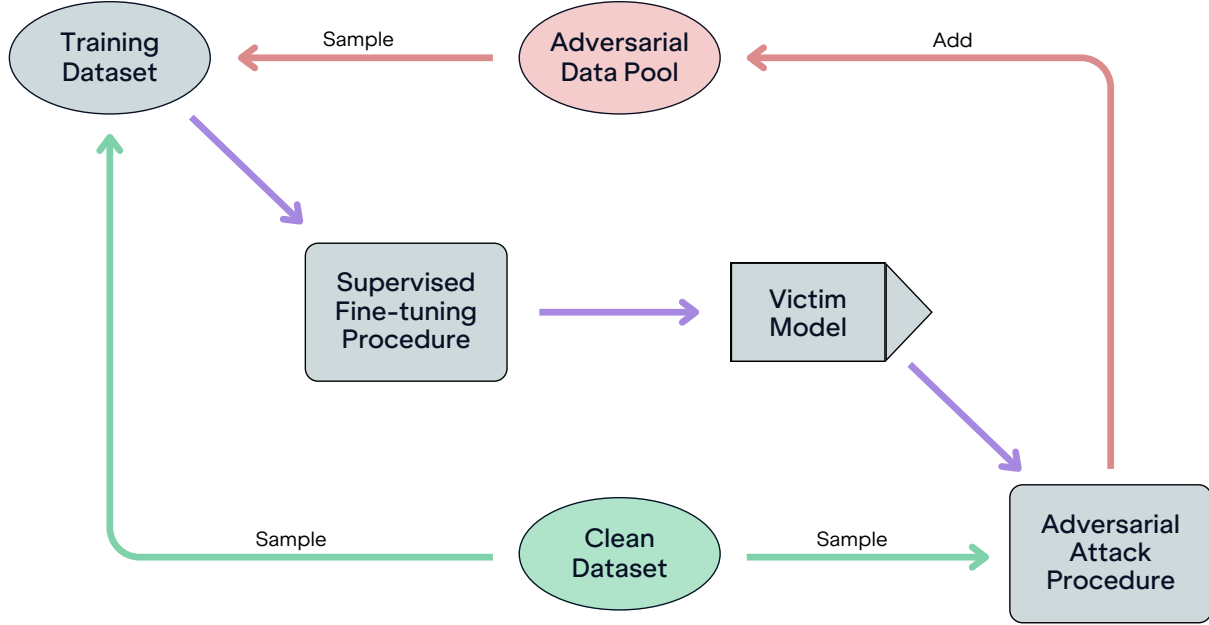 Training
Dataset
Sample
Adversarial
Data Pool
Add
Supervised
Fine-tuning
Procedure
Victim
Model
Sample
Clean
Dataset
Sample
Adversarial
Attack
Procedure